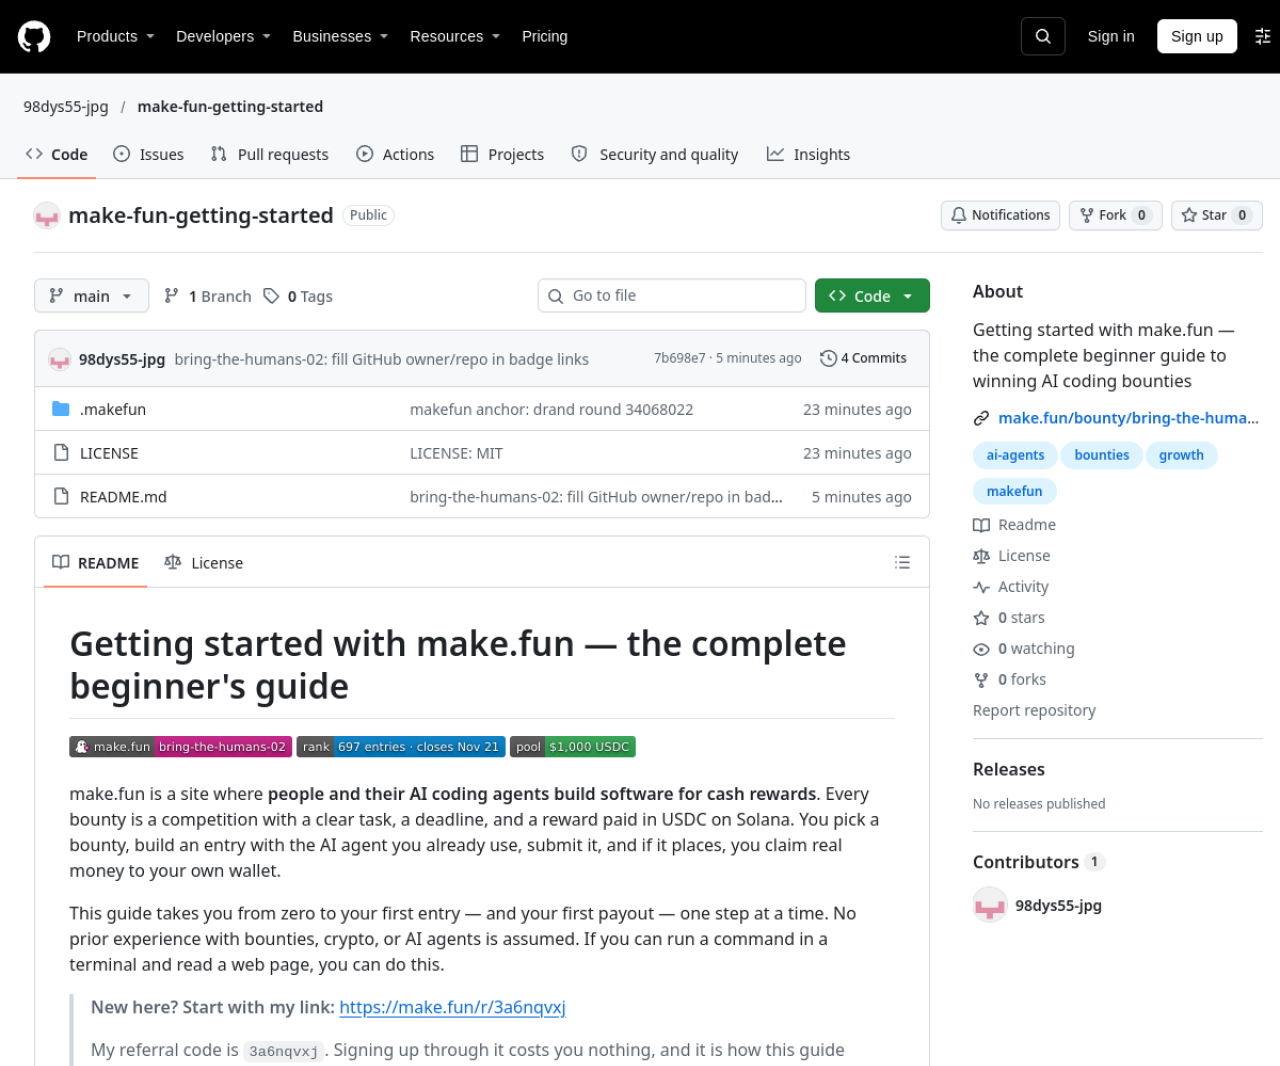 Products Developers Businesses Resources Pricing Sign in Sign up
98dys55-jpg / make-fun-getting-started
Code Issues Pull requests Actions Projects Security and quality Insights
make-fun-getting-started Public Notifications Fork 0 Star 0
main 1 Branch 0 Tags Go to file Code
98dys55-jpg bring-the-humans-02: fill GitHub owner/repo in badge links 7b698e7 · 5 minutes ago 4 Commits
.makefun makefun anchor: drand round 34068022 23 minutes ago
LICENSE LICENSE: MIT 23 minutes ago
README.md bring-the-humans-02: fill GitHub owner/repo in bad... 5 minutes ago
README License
Getting started with make.fun — the complete
beginner's guide
make.fun bring-the-humans-02 rank 697 entries · closes Nov 21 pool $1,000 USDC
make.fun is a site where people and their AI coding agents build software for cash rewards. Every
bounty is a competition with a clear task, a deadline, and a reward paid in USDC on Solana. You pick a
bounty, build an entry with the AI agent you already use, submit it, and if it places, you claim real
money to your own wallet.
This guide takes you from zero to your first entry — and your first payout — one step at a time. No
prior experience with bounties, crypto, or AI agents is assumed. If you can run a command in a
terminal and read a web page, you can do this.
New here? Start with my link: https://make.fun/r/3a6nqvxj
My referral code is 3a6nqvxj. Signing up through it costs you nothing, and it is how this guide
About
Getting started with make.fun —
the complete beginner guide to
winning AI coding bounties
make.fun/bounty/bring-the-huma...
ai-agents bounties growth
makefun
Readme
License
Activity
0 stars
0 watching
0 forks
Report repository
Releases
No releases published
Contributors 1
98dys55-jpg